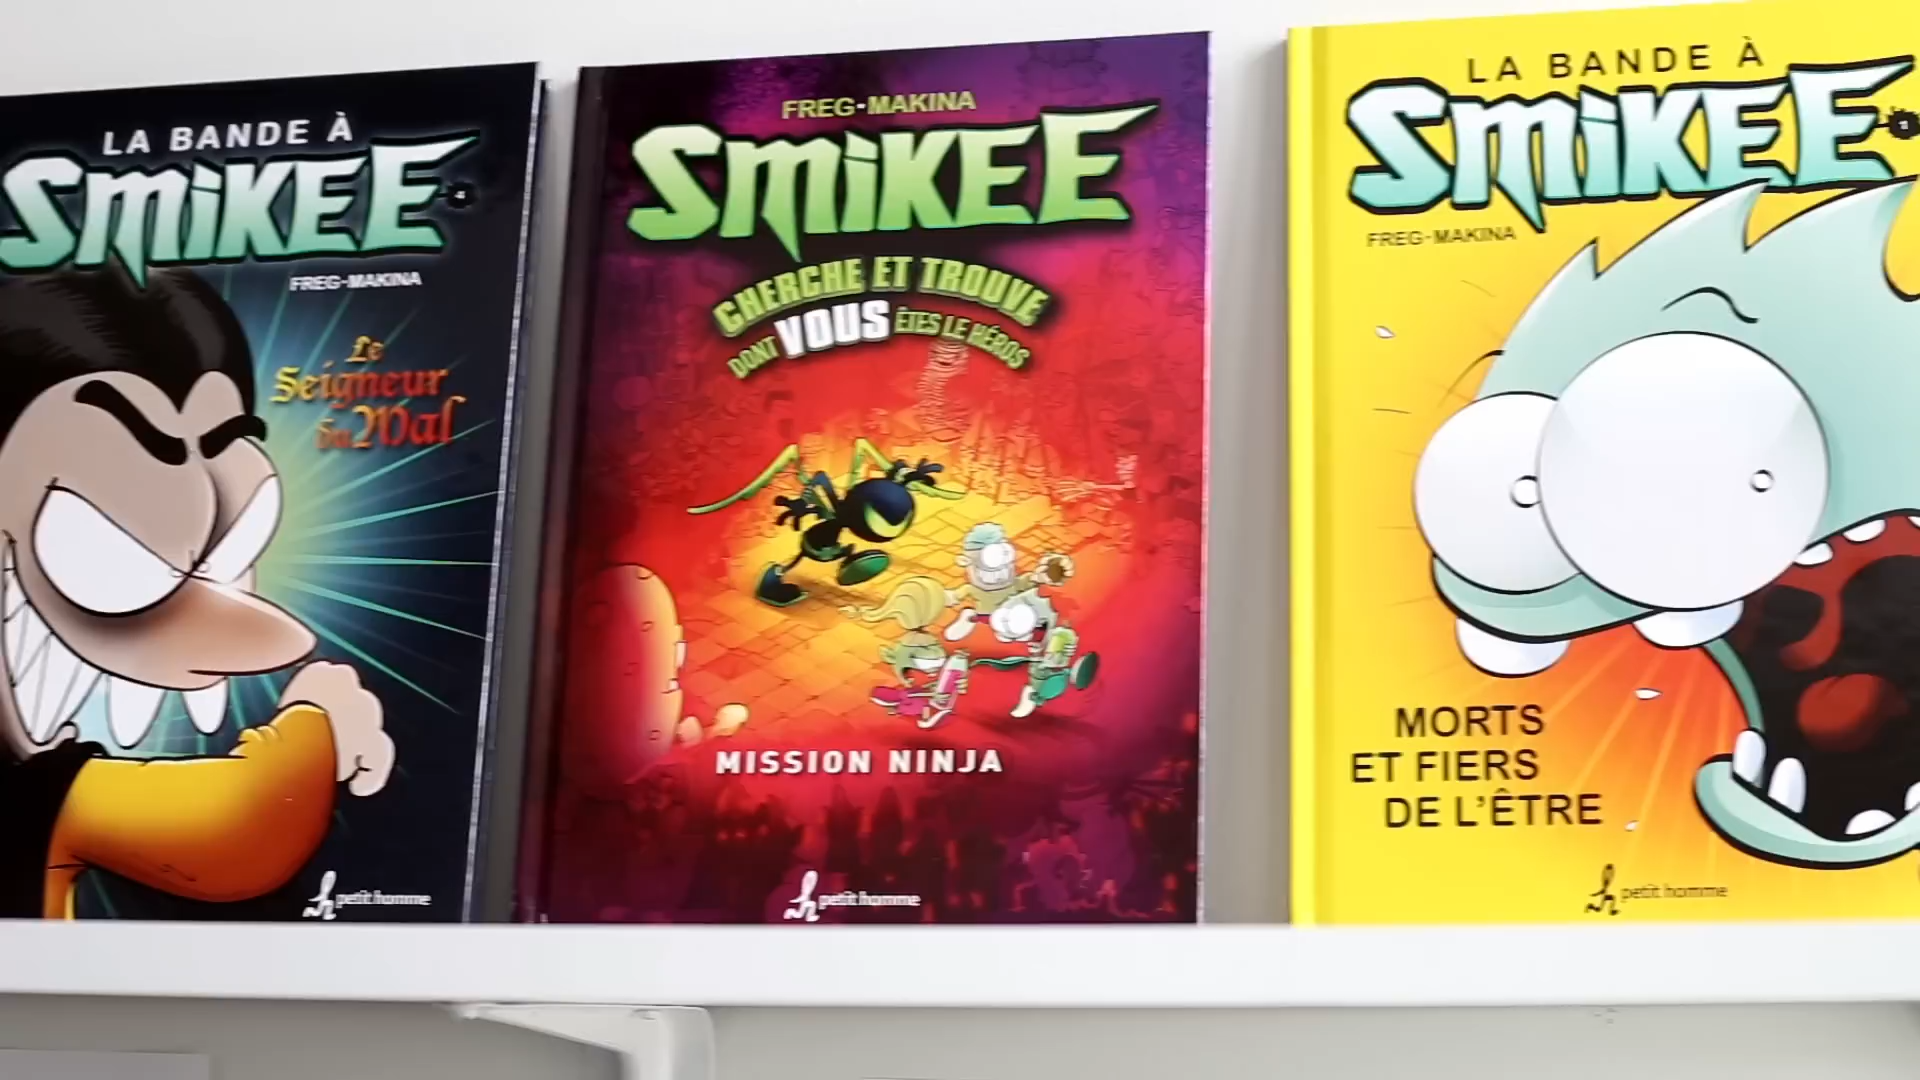 LA BANDE À
SMIKEE
4
FREG-MAKINA
Le
Seigneur
du Mal
petit homme
FREG·MAKINA
SMIKEE
CHERCHE ET TROUVE
DONT VOUS ÊTES LE HÉROS
MISSION NINJA
petit homme
LA BANDE À
SMIKEE
1
FREG-MAKINA
MORTS
ET FIERS
DE L'ÊTRE
petit homme